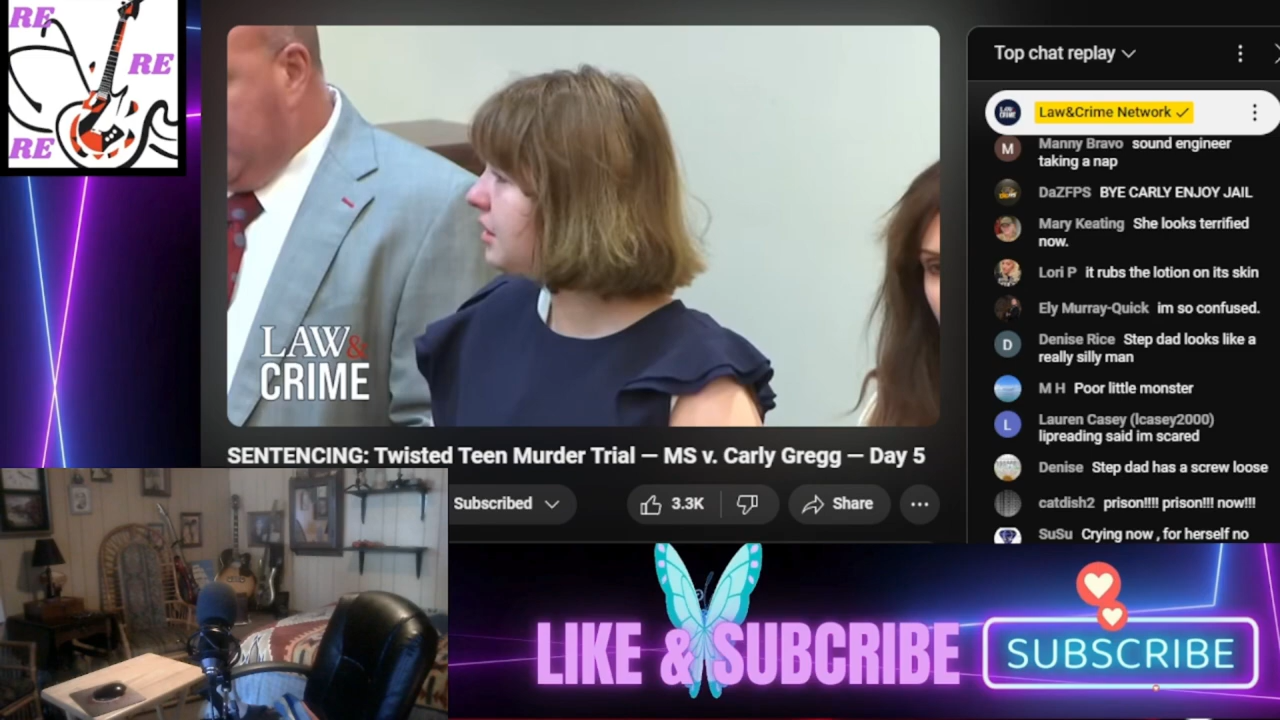 RE
RE
RE
LAW&
CRIME
SENTENCING: Twisted Teen Murder Trial — MS v. Carly Gregg — Day 5
Subscribed
3.3K
Share
Top chat replay
LAW&
CRIME
Law&Crime Network
M
Manny Bravo sound engineer
taking a nap
DaZFPS BYE CARLY ENJOY JAIL
Mary Keating She looks terrified
now.
Lori P it rubs the lotion on its skin
Ely Murray-Quick im so confused.
D
Denise Rice Step dad looks like a
really silly man
M H Poor little monster
L
Lauren Casey (lcasey2000)
lipreading said im scared
Denise Step dad has a screw loose
catdish2 prison!!!! prison!!! now!!!
SuSu Crying now , for herself no
LIKE & SUBCRIBE
SUBSCRIBE